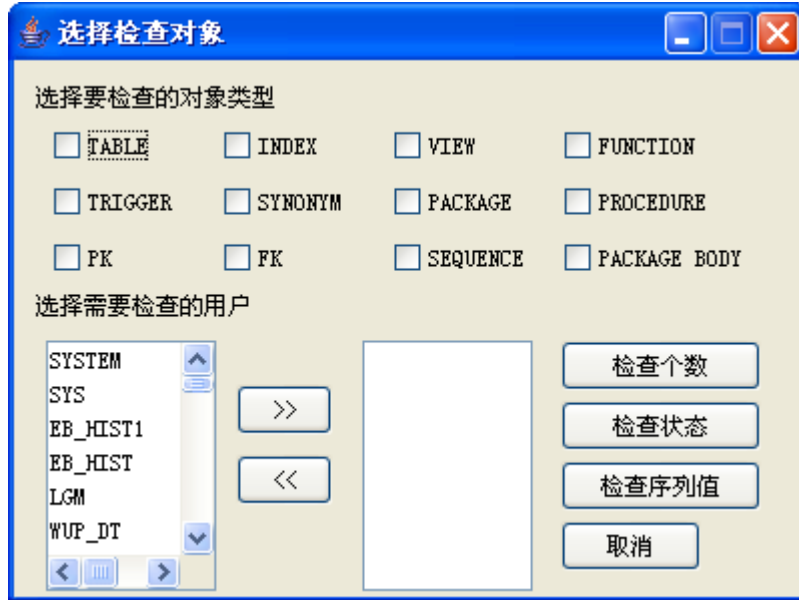 选择检查对象
选择要检查的对象类型
TABLE INDEX VIEW FUNCTION
TRIGGER SYNONYM PACKAGE PROCEDURE
PK FK SEQUENCE PACKAGE BODY
选择需要检查的用户
SYSTEM
SYS
EB_HIST1
EB_HIST
LGM
WUP_DT
>>
<<
检查个数
检查状态
检查序列值
取消